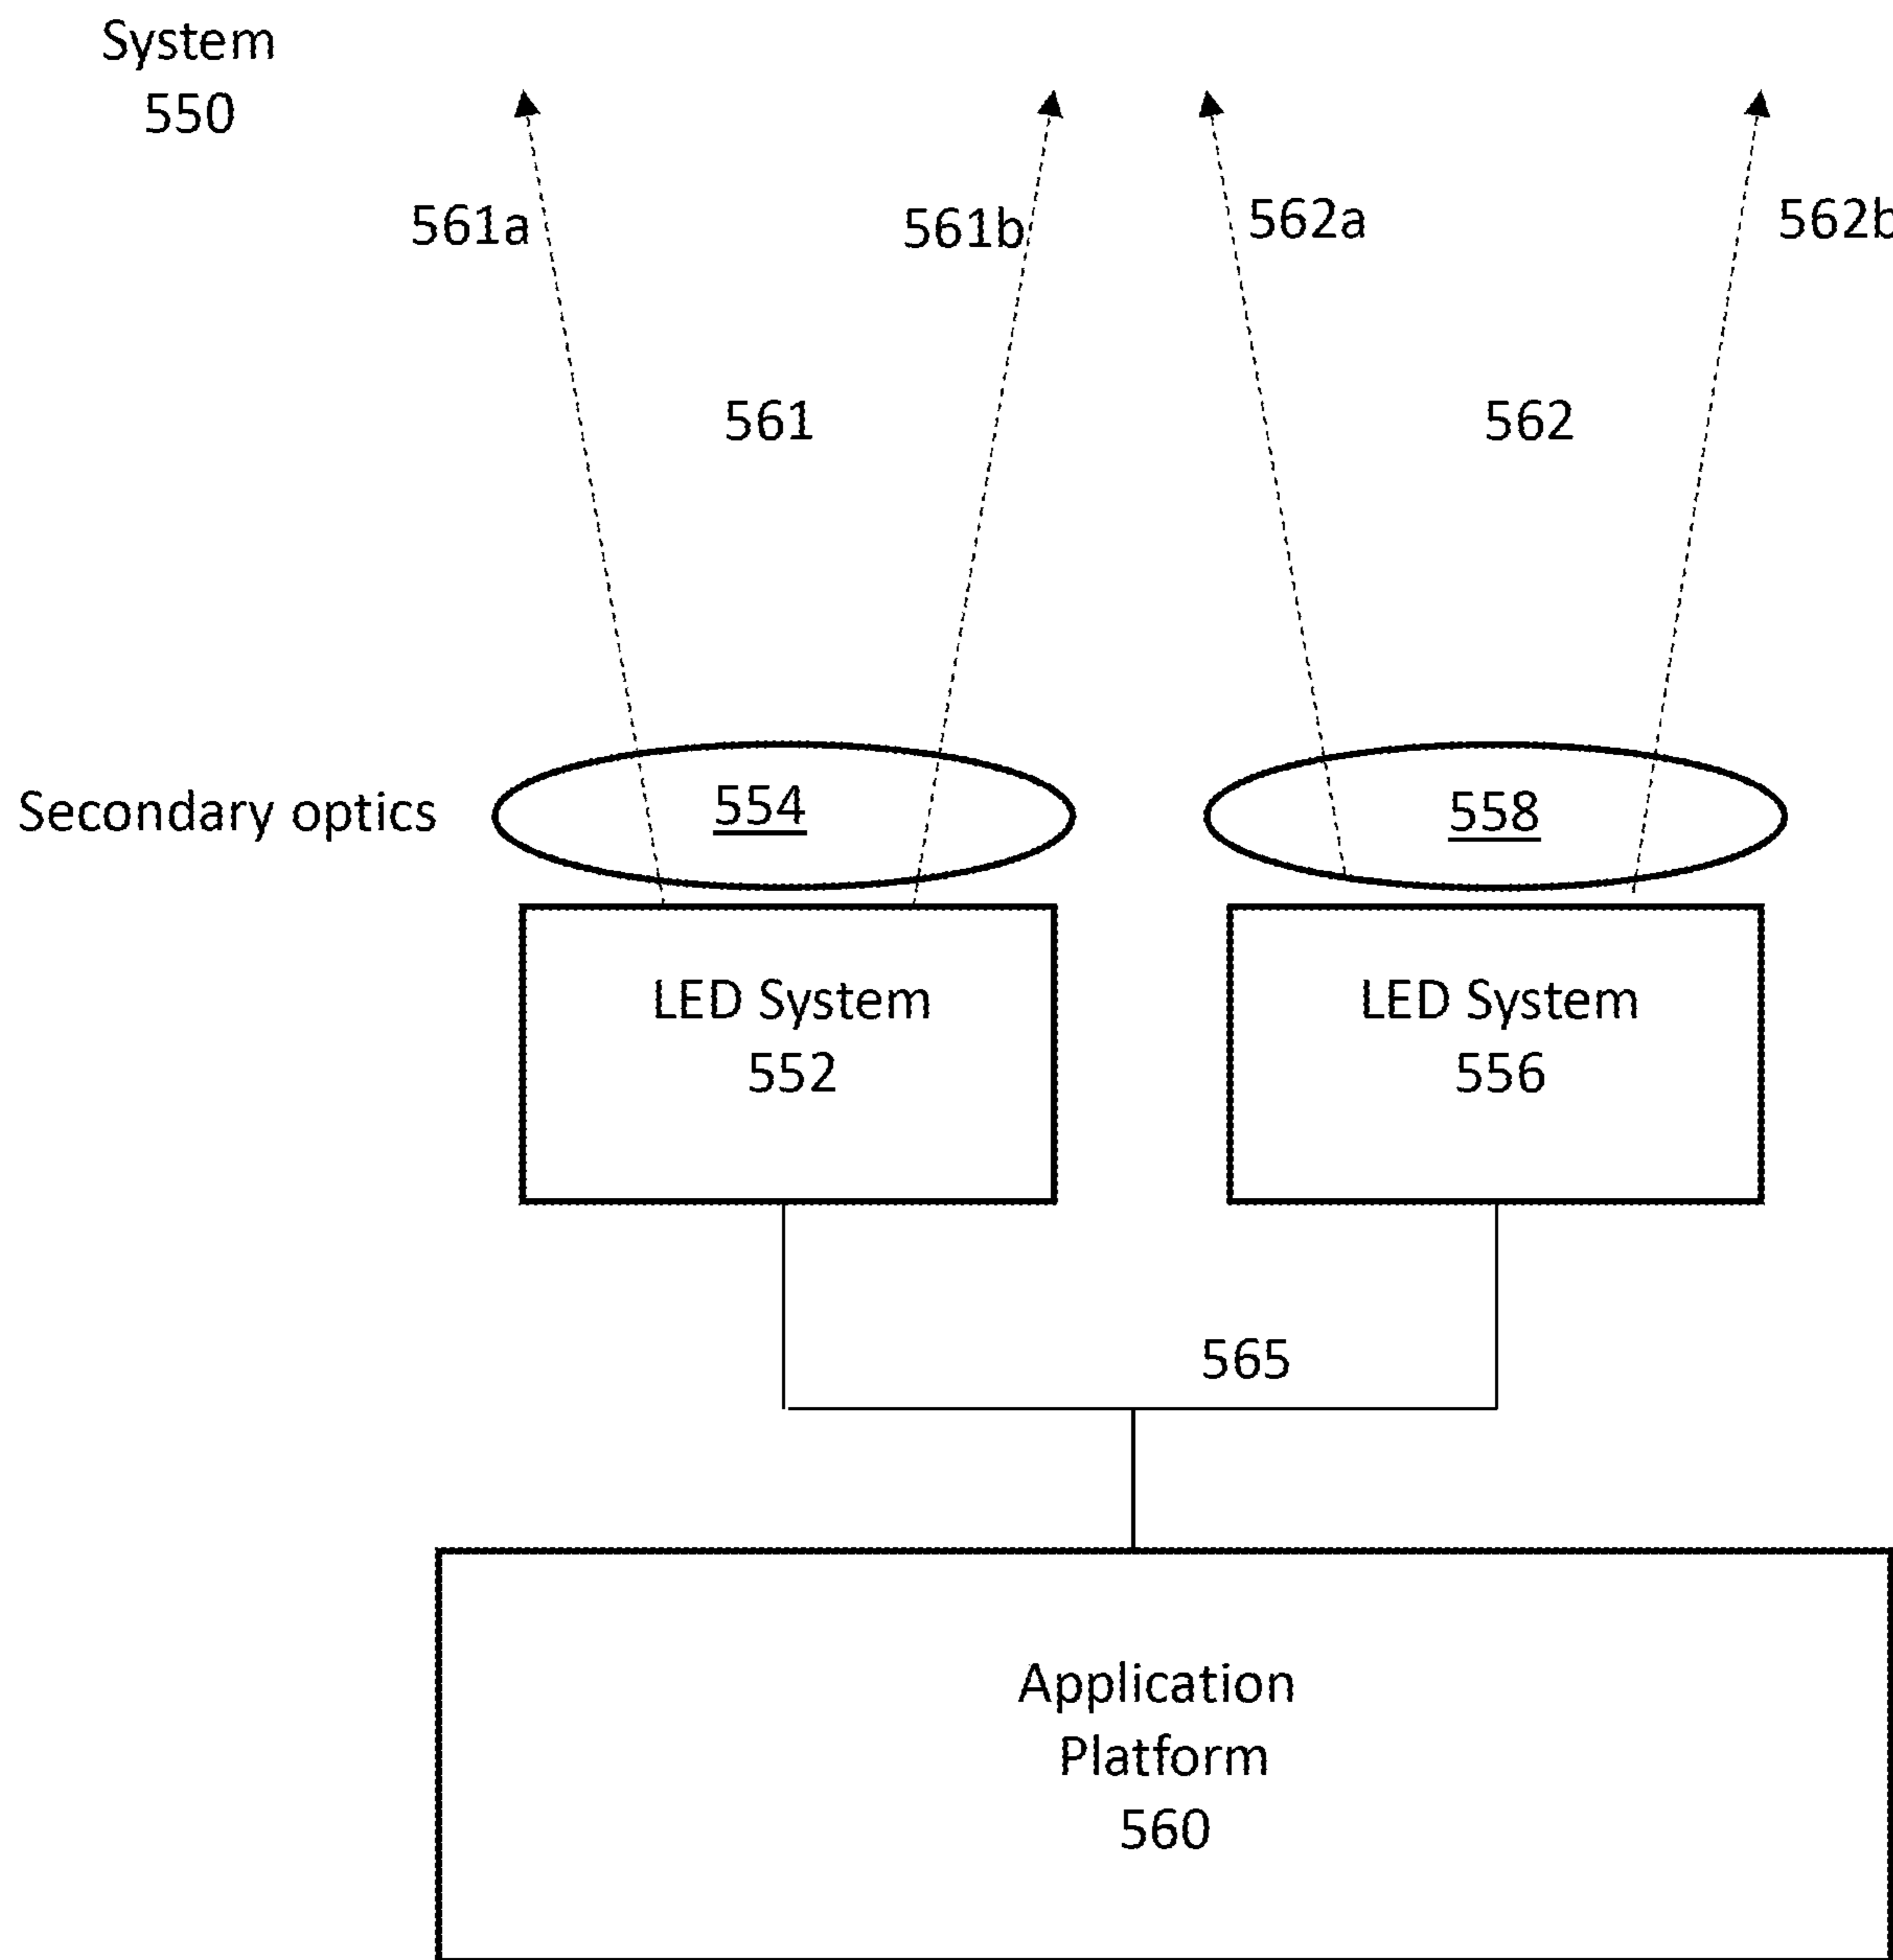 System
550
561a
561b
562a
562b
561
562
Secondary optics
554
558
LED System
552
LED System
556
565
Application
Platform
560